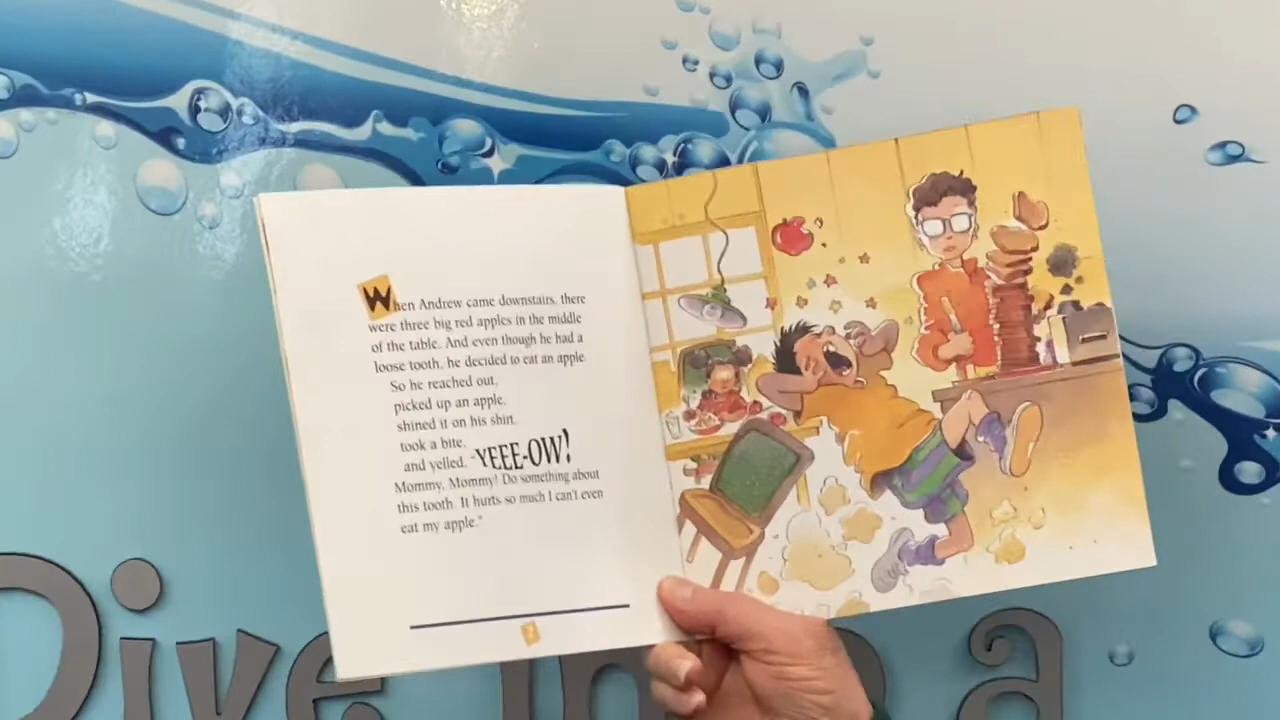 When Andrew came downstairs, there
were three big red apples in the middle
of the table. And even though he had a
loose tooth, he decided to eat an apple.
So he reached out,
picked up an apple,
shined it on his shirt,
took a bite,
and yelled, "YEEE-OW!
Mommy, Mommy! Do something about
this tooth. It hurts so much I can't even
eat my apple."
Dive into a